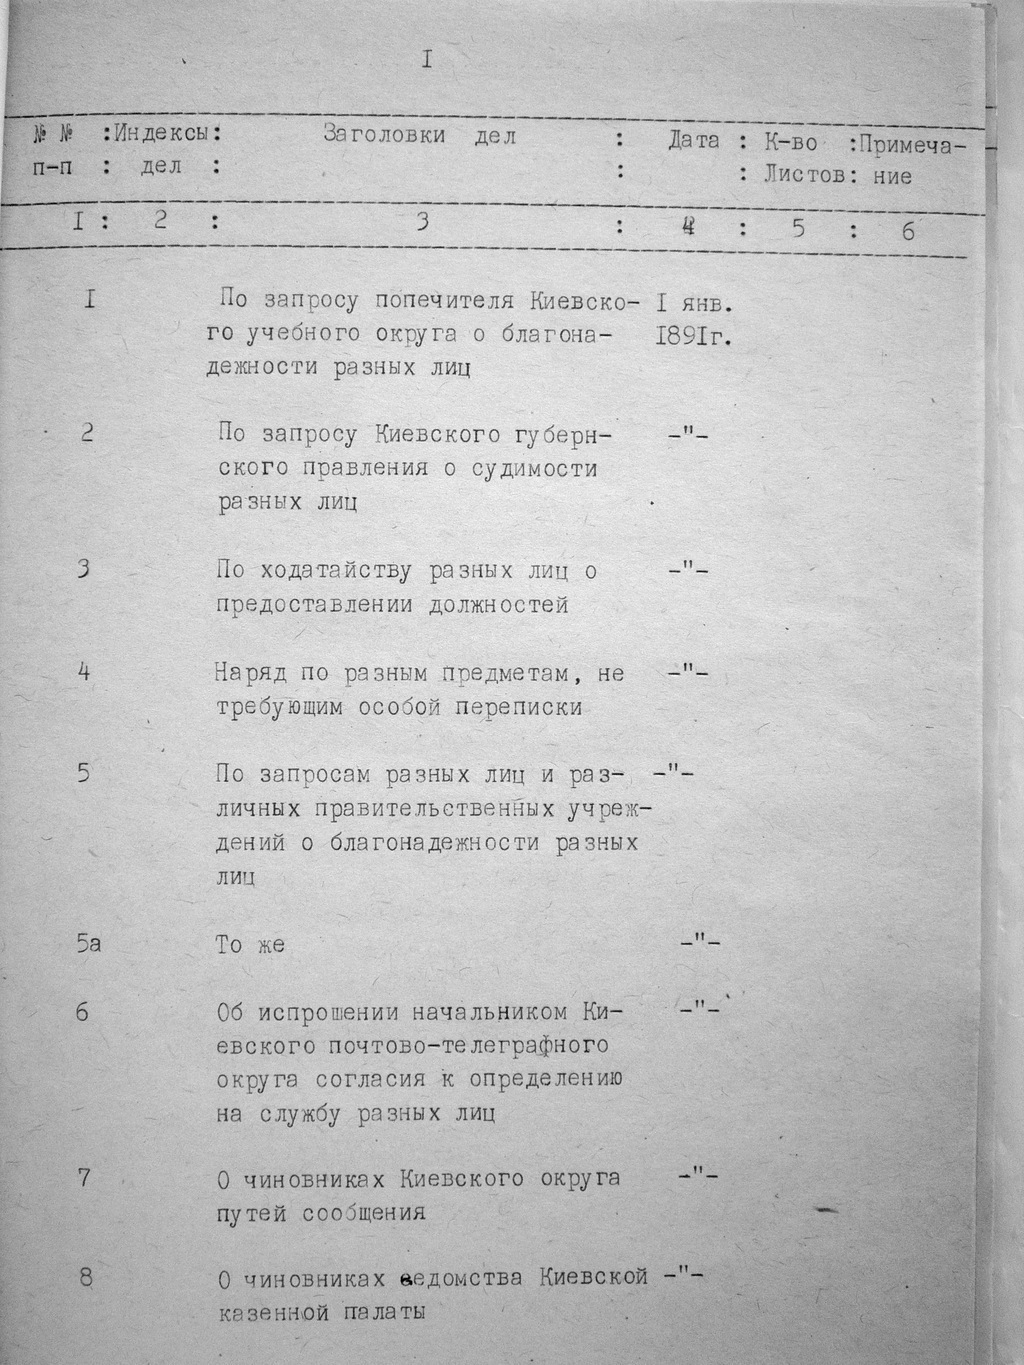 I
№ № :Индексы: Заголовки дел : Дата : К-во :Примеча-
п-п : дел : : : Листов: ние
I : 2 : 3 : 4 : 5 : 6
I По запросу попечителя Киевско- I янв.
го учебного округа о благона- 1891г.
дежности разных лиц
2 По запросу Киевского губерн- -"-
ского правления о судимости
разных лиц
3 По ходатайству разных лиц о -"-
предоставлении должностей
4 Наряд по разным предметам, не -"-
требующим особой переписки
5 По запросам разных лиц и раз- -"-
личных правительственных учреж-
дений о благонадежности разных
лиц
5а То же -"-
6 Об испрошении начальником Ки- -"-
евского почтово-телеграфного
округа согласия к определению
на службу разных лиц
7 О чиновниках Киевского округа -"-
путей сообщения
8 О чиновниках ведомства Киевской -"-
казенной палаты